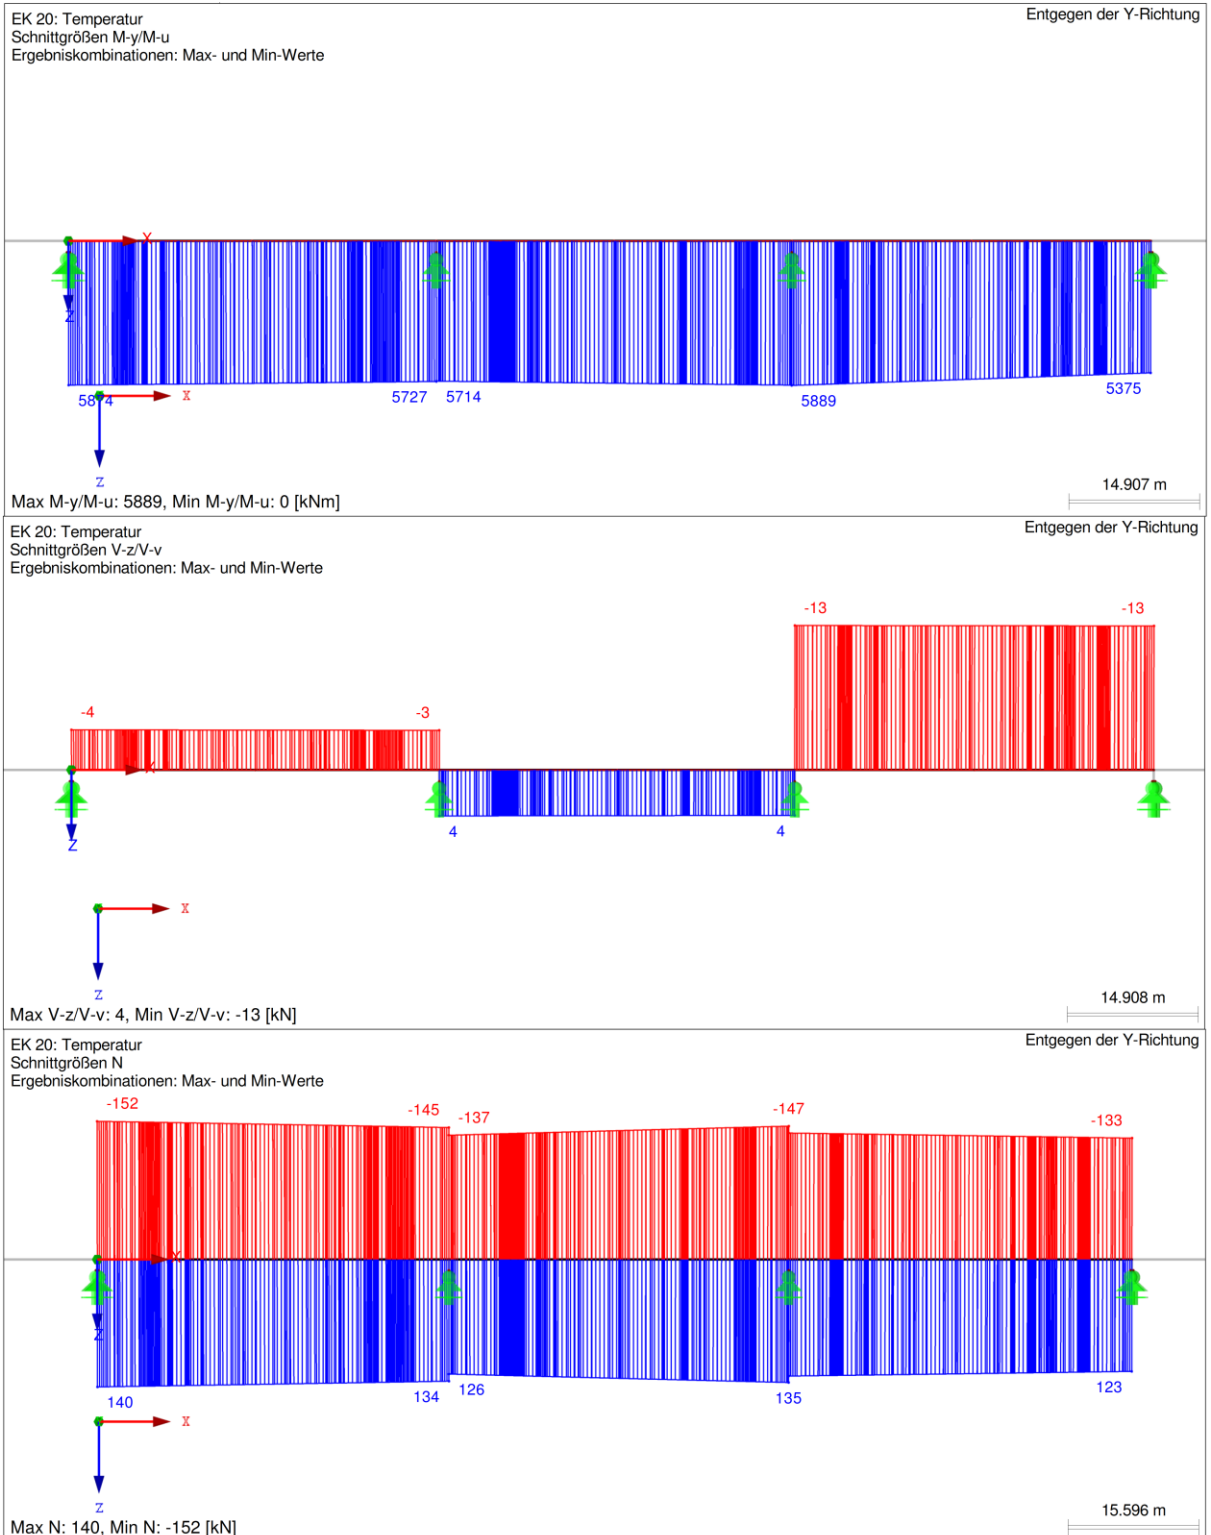 EK 20: Temperatur
Entgegen der Y-Richtung
Schnittgrößen M-y/M-u
Ergebniskombinationen: Max- und Min-Werte
X
Z
5874
5727
5714
5889
5375
X
Z
14.907 m
Max M-y/M-u: 5889, Min M-y/M-u: 0 [kNm]
EK 20: Temperatur
Entgegen der Y-Richtung
Schnittgrößen V-z/V-v
Ergebniskombinationen: Max- und Min-Werte
-13
-13
-4
-3
X
4
4
Z
X
Z
14.908 m
Max V-z/V-v: 4, Min V-z/V-v: -13 [kN]
EK 20: Temperatur
Entgegen der Y-Richtung
Schnittgrößen N
Ergebniskombinationen: Max- und Min-Werte
-152
-145
-137
-147
-133
X
Z
140
134
126
135
123
X
Z
15.596 m
Max N: 140, Min N: -152 [kN]